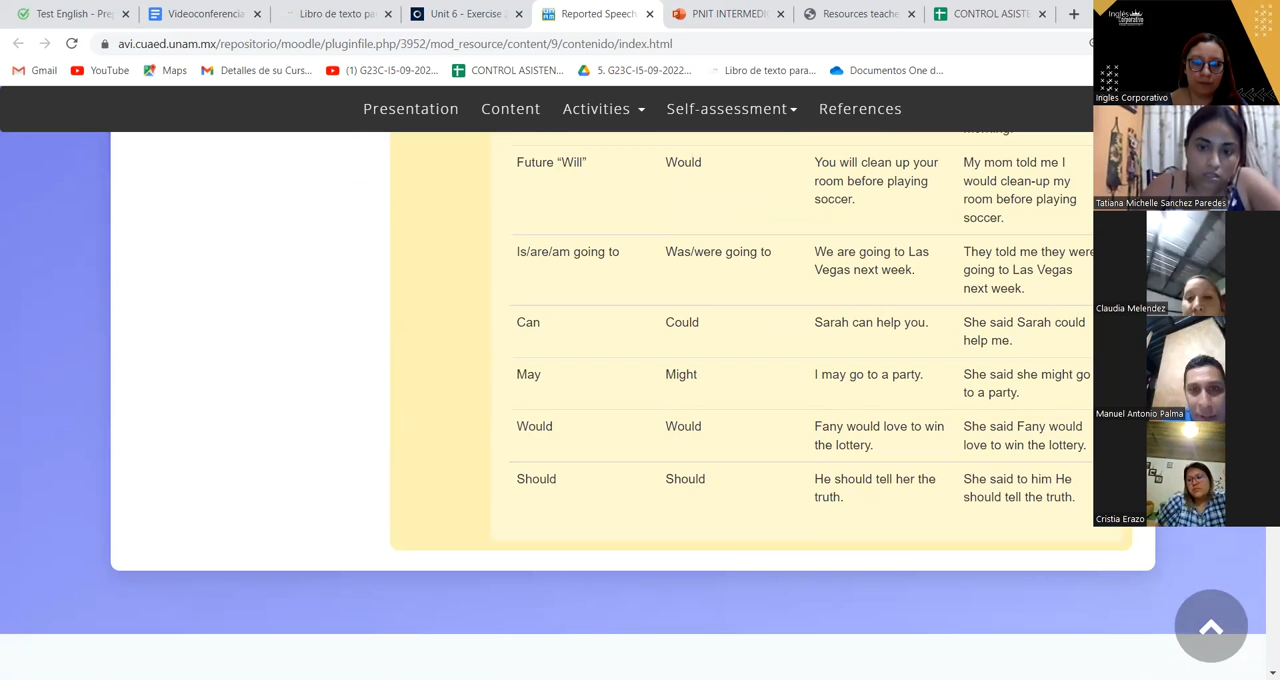 Test English - Pre
Videoconferencia
Libro de texto pa
Unit 6 - Exercise
Reported Speech
PNIT INTERMEDI
Resources teache
CONTROL ASISTE
avi.cuaed.unam.mx/repositorio/moodle/pluginfile.php/3952/mod_resource/content/9/contenido/index.html
Gmail
YouTube
Maps
Detalles de su Curs...
(1) G23C-I5-09-202...
CONTROL ASISTEN...
5. G23C-I5-09-2022...
Libro de texto para...
Documentos One d...
Presentation
Content
Activities
Self-assessment
References
Future “Will”
Would
You will clean up your
room before playing
soccer.
My mom told me I
would clean-up my
room before playing
soccer.
Is/are/am going to
Was/were going to
We are going to Las
Vegas next week.
They told me they were
going to Las Vegas
next week.
Can
Could
Sarah can help you.
She said Sarah could
help me.
May
Might
I may go to a party.
She said she might go
to a party.
Would
Would
Fany would love to win
the lottery.
She said Fany would
love to win the lottery.
Should
Should
He should tell her the
truth.
She said to him He
should tell the truth.
Inglés
Corporativo
Ingles Corporativo
Tatiana Michelle Sanchez Paredes
Claudia Melendez
Manuel Antonio Palma
Cristia Erazo